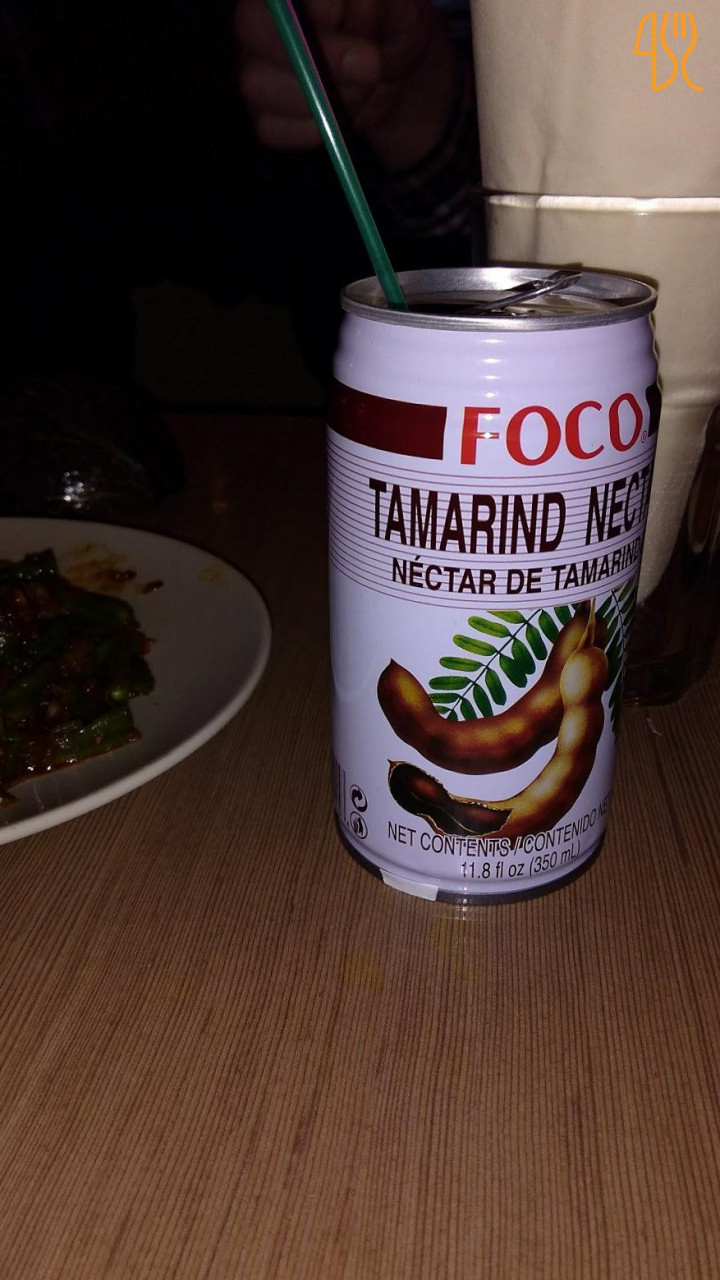 FOCO®
TAMARIND NECT
NÉCTAR DE TAMARIND
NET CONTENTS / CONTENIDO NE
11.8 fl oz (350 mL)